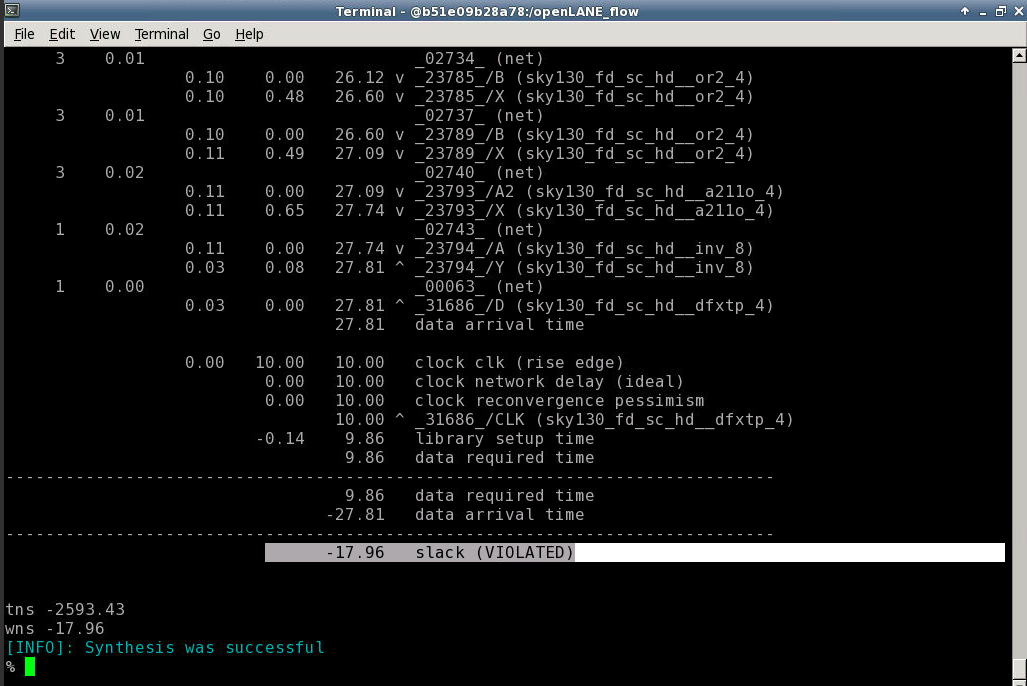 Terminal - @b51e09b28a78:/openLANE_flow
File Edit View Terminal Go Help
3 0.01 _02734_ (net)
0.10 0.00 26.12 v _23785_/B (sky130_fd_sc_hd__or2_4)
0.10 0.48 26.60 v _23785_/X (sky130_fd_sc_hd__or2_4)
3 0.01 _02737_ (net)
0.10 0.00 26.60 v _23789_/B (sky130_fd_sc_hd__or2_4)
0.11 0.49 27.09 v _23789_/X (sky130_fd_sc_hd__or2_4)
3 0.02 _02740_ (net)
0.11 0.00 27.09 v _23793_/A2 (sky130_fd_sc_hd__a211o_4)
0.11 0.65 27.74 v _23793_/X (sky130_fd_sc_hd__a211o_4)
1 0.02 _02743_ (net)
0.11 0.00 27.74 v _23794_/A (sky130_fd_sc_hd__inv_8)
0.03 0.08 27.81 ^ _23794_/Y (sky130_fd_sc_hd__inv_8)
1 0.00 _00063_ (net)
0.03 0.00 27.81 ^ _31686_/D (sky130_fd_sc_hd__dfxtp_4)
27.81 data arrival time
0.00 10.00 10.00 clock clk (rise edge)
0.00 10.00 clock network delay (ideal)
0.00 10.00 clock reconvergence pessimism
10.00 ^ _31686_/CLK (sky130_fd_sc_hd__dfxtp_4)
-0.14 9.86 library setup time
9.86 data required time
-----------------------------------------------------------------------------
9.86 data required time
-27.81 data arrival time
-----------------------------------------------------------------------------
-17.96 slack (VIOLATED)
tns -2593.43
wns -17.96
[INFO]: Synthesis was successful
%